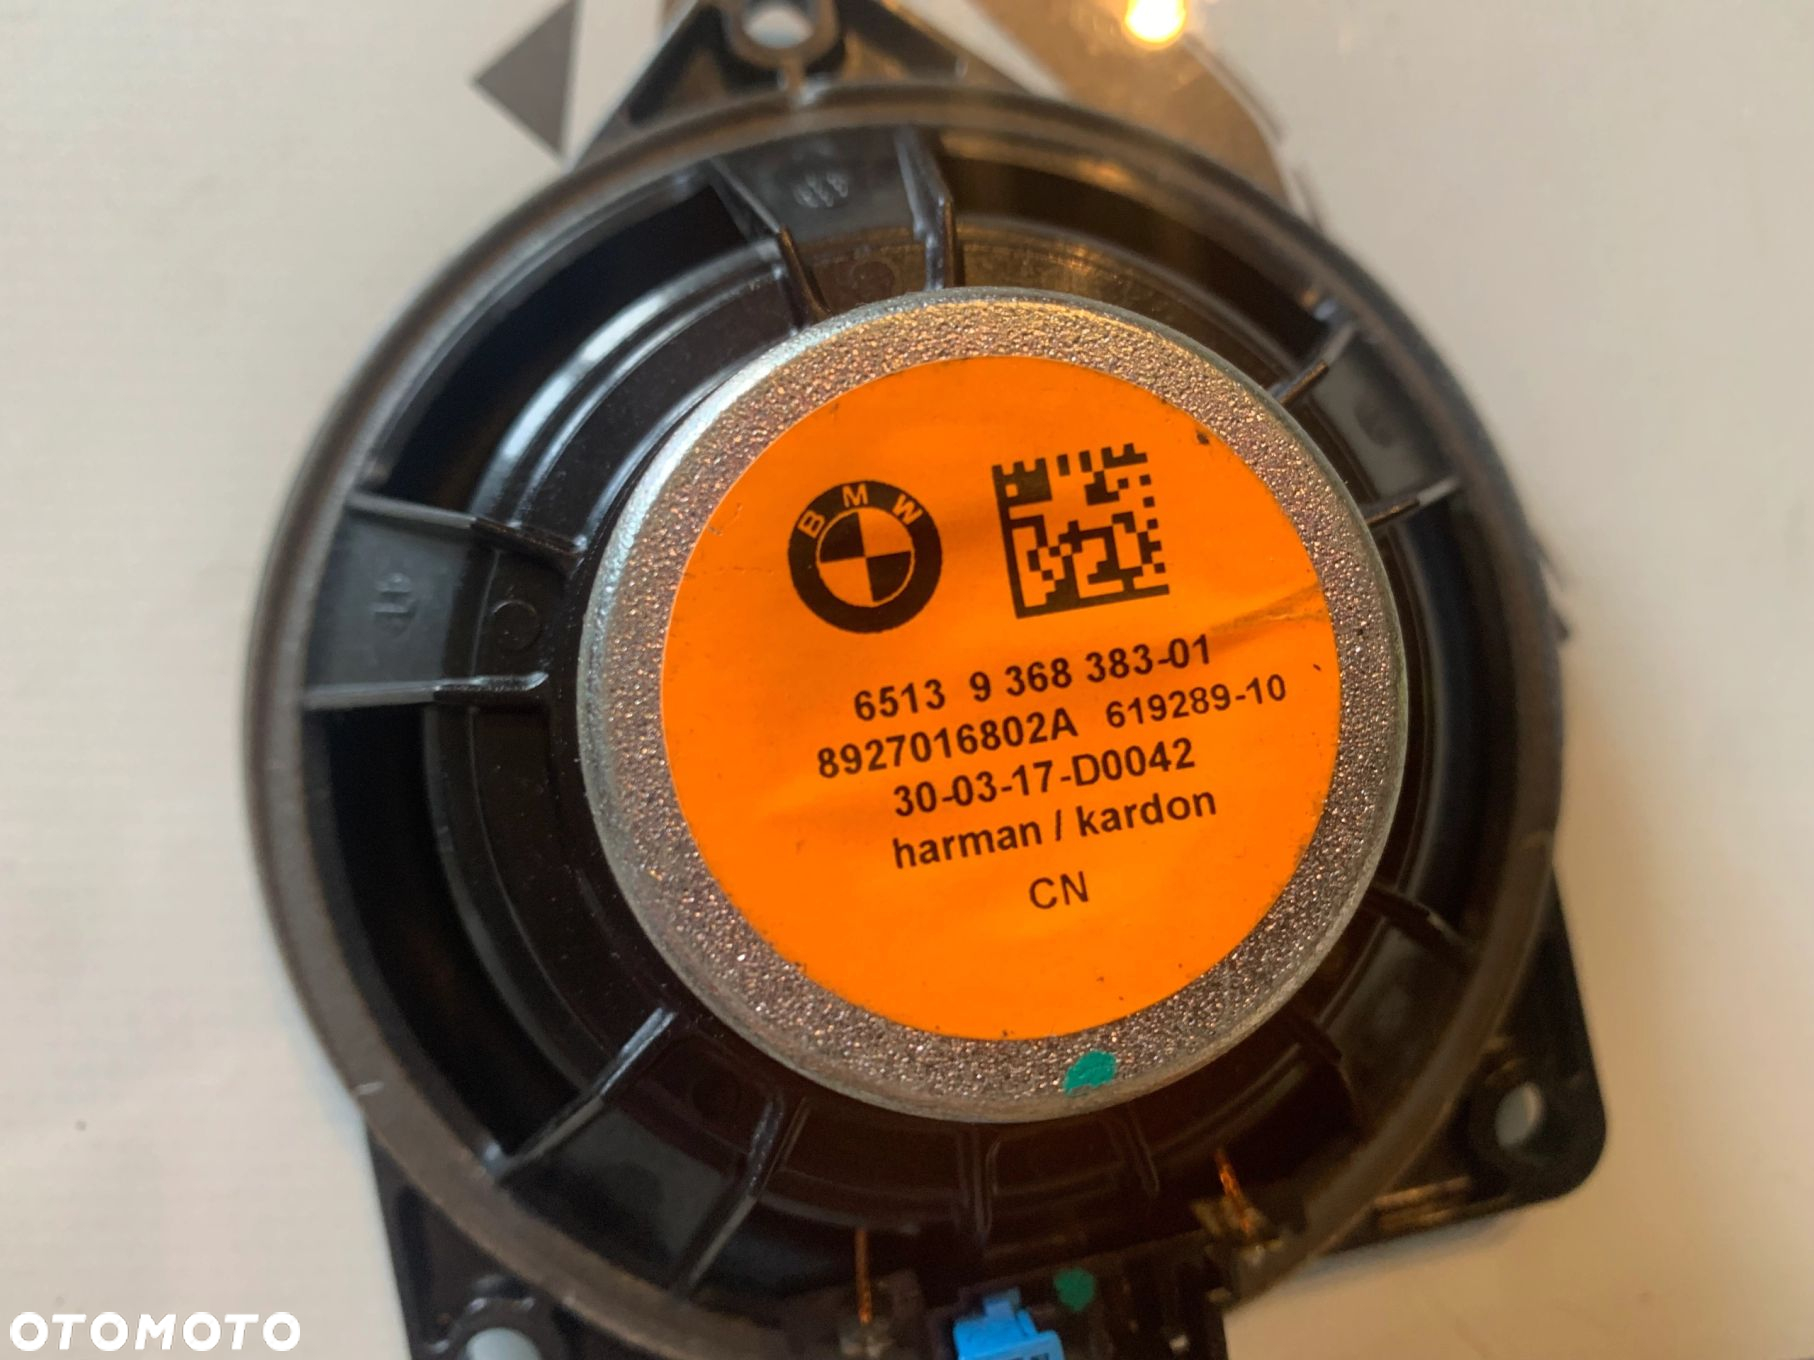 BMW
6513 9 368 383-01
8927016802A 619289-10
30-03-17-D0042
harman / kardon
CN
OTOMOTO